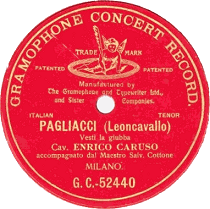 GRAMOPHONE CONCERT RECORD.
TRADE MARK
PATENTED PATENTED
Manufactured by
The Gramophone and Typewriter Ltd.,
and Sister Companies.
ITALIAN TENOR
PAGLIACCI (Leoncavallo)
Vesti la giubba
Cav. ENRICO CARUSO
accompagnato dal Maestro Salv. Cottone
MILANO.
G. C.-52440